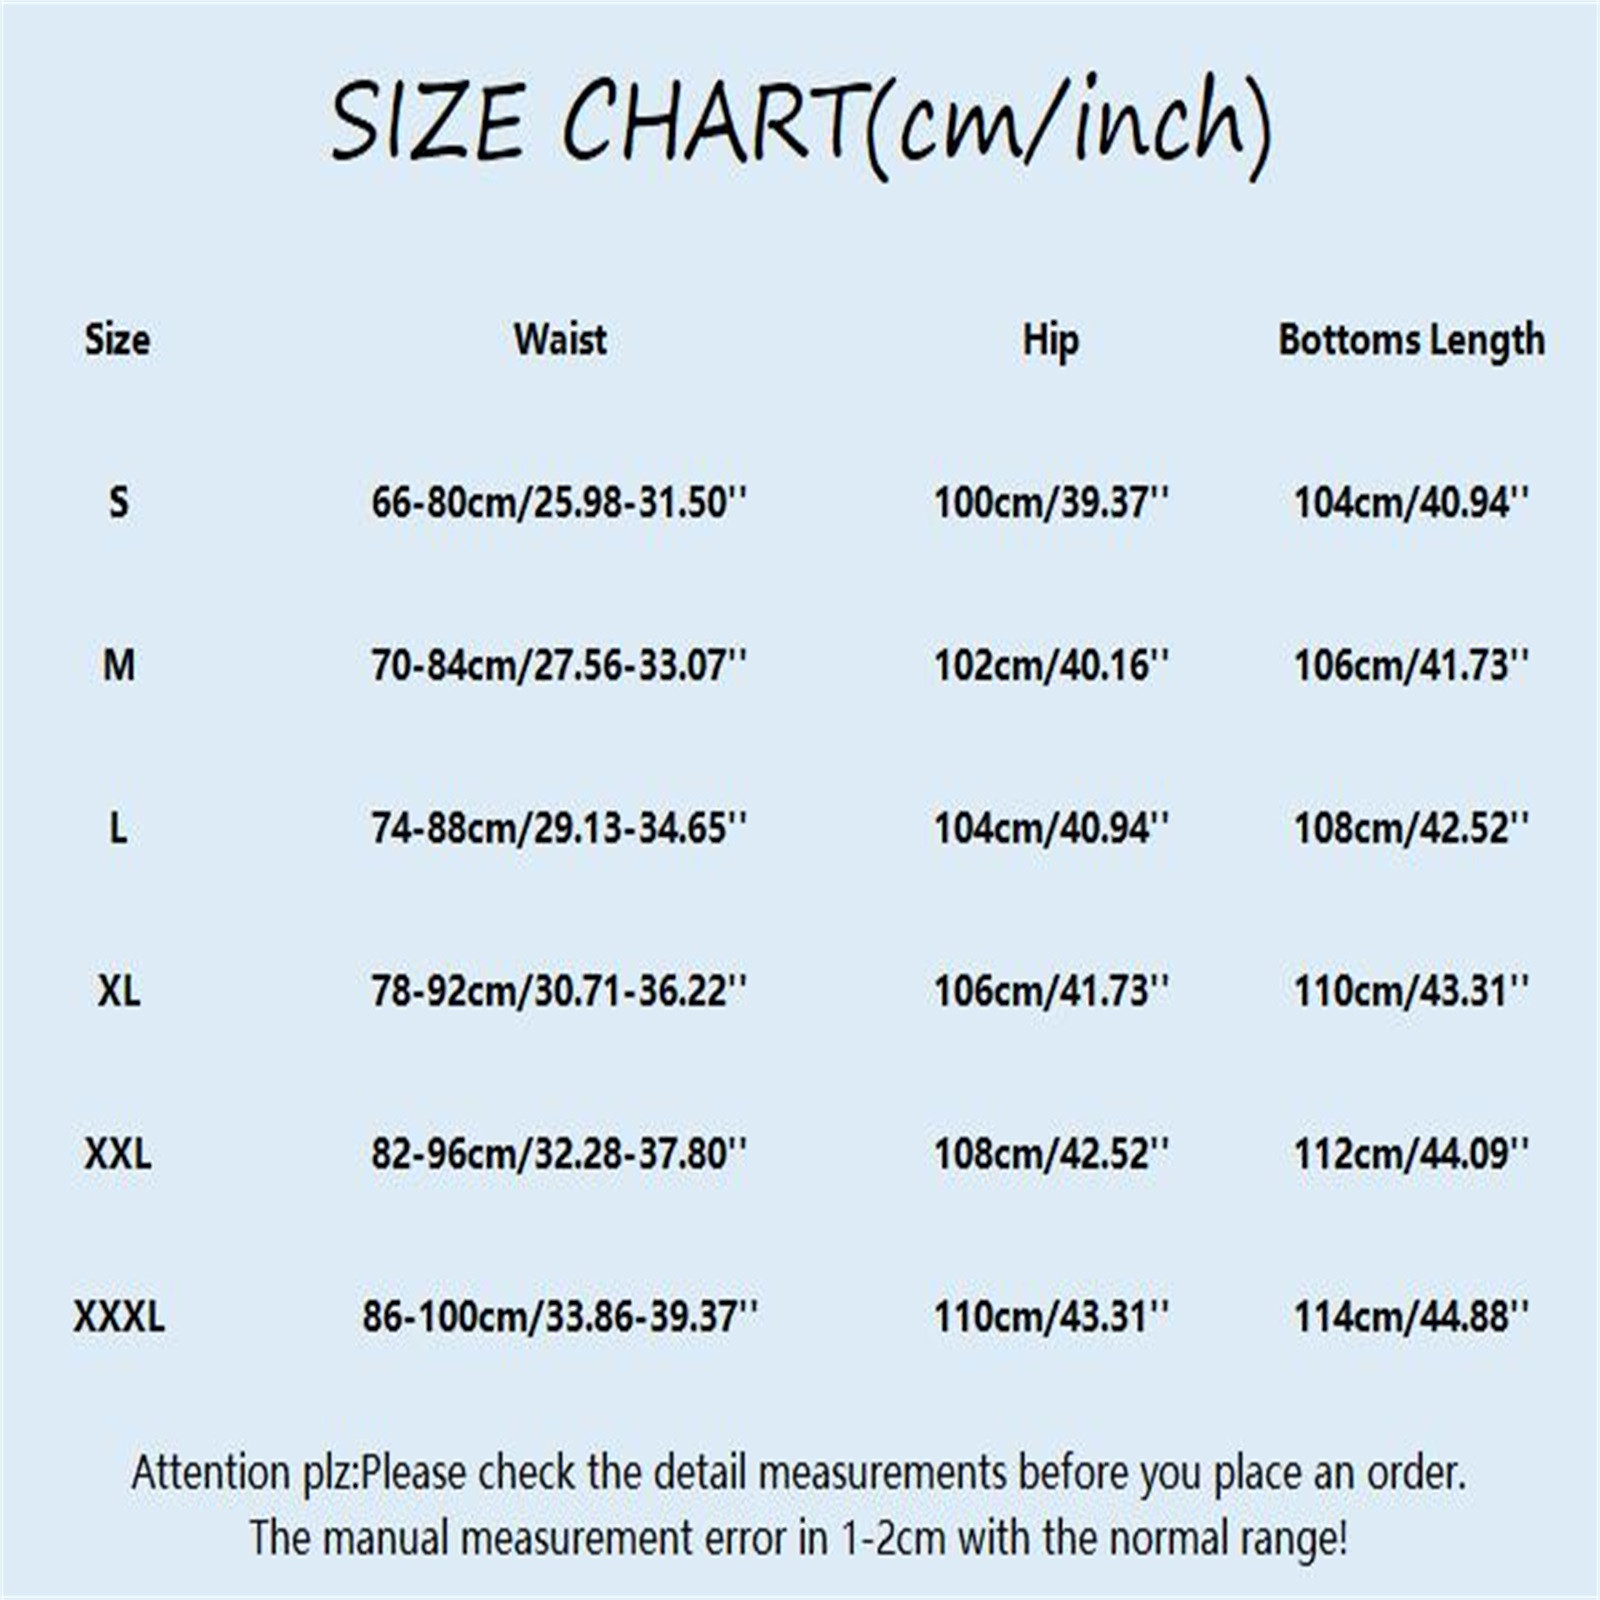 SIZE CHART(cm/inch)
Size Waist Hip Bottoms Length
S 66-80cm/25.98-31.50'' 100cm/39.37'' 104cm/40.94''
M 70-84cm/27.56-33.07'' 102cm/40.16'' 106cm/41.73''
L 74-88cm/29.13-34.65'' 104cm/40.94'' 108cm/42.52''
XL 78-92cm/30.71-36.22'' 106cm/41.73'' 110cm/43.31''
XXL 82-96cm/32.28-37.80'' 108cm/42.52'' 112cm/44.09''
XXXL 86-100cm/33.86-39.37'' 110cm/43.31'' 114cm/44.88''
Attention plz:Please check the detail measurements before you place an order.
The manual measurement error in 1-2cm with the normal range!